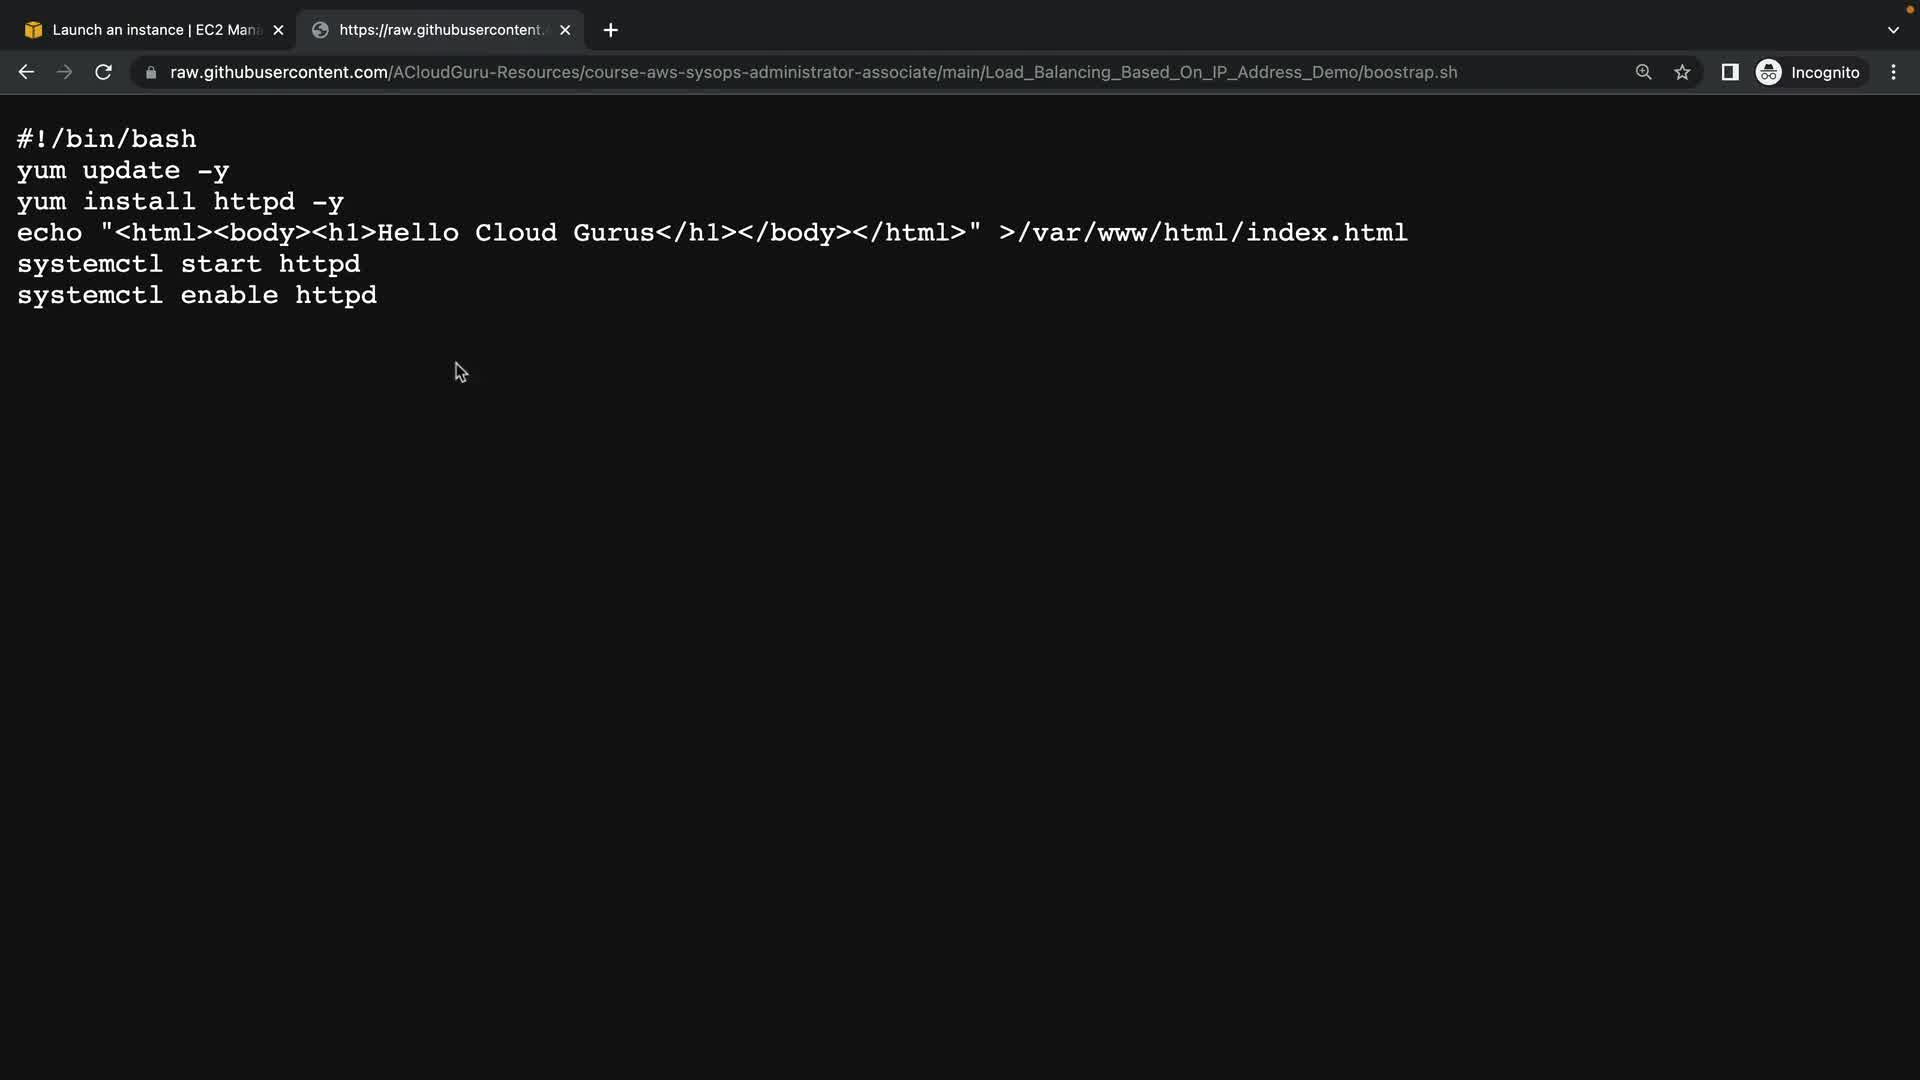 Launch an instance | EC2 Mana
https://raw.githubusercontent.
raw.githubusercontent.com/ACloudGuru-Resources/course-aws-sysops-administrator-associate/main/Load_Balancing_Based_On_IP_Address_Demo/boostrap.sh
Incognito
#!/bin/bash
yum update -y
yum install httpd -y
echo "<html><body><h1>Hello Cloud Gurus</h1></body></html>" >/var/www/html/index.html
systemctl start httpd
systemctl enable httpd